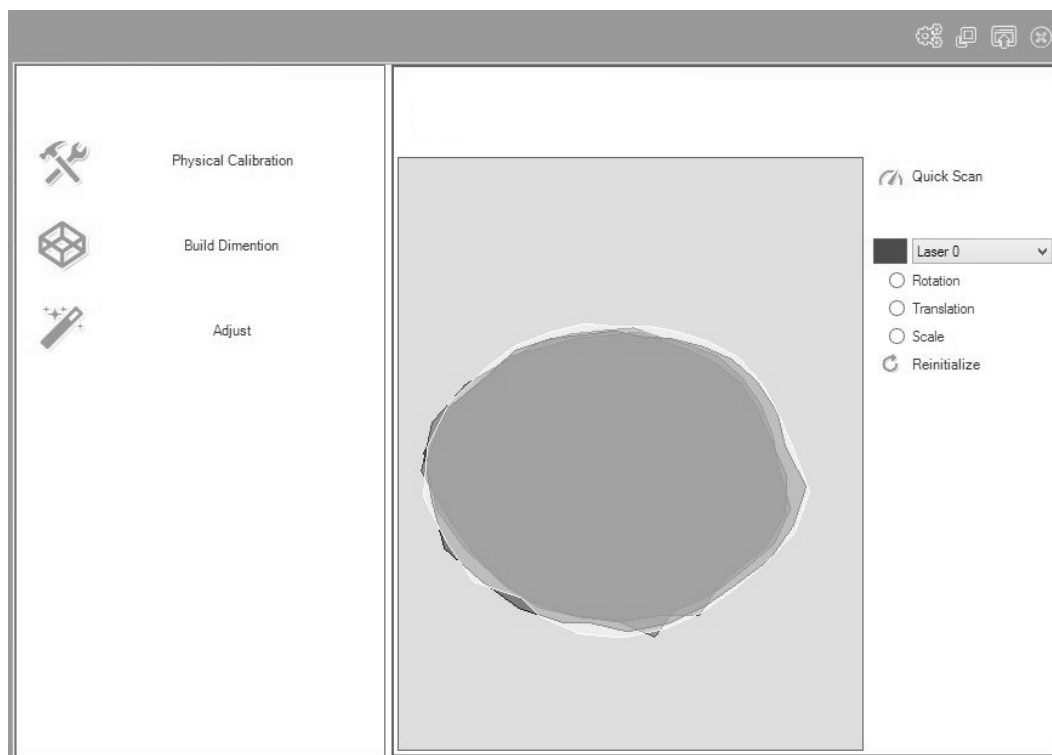 Physical Calibration
Build Dimention
Adjust
Quick Scan
Laser 0
Rotation
Translation
Scale
Reinitialize